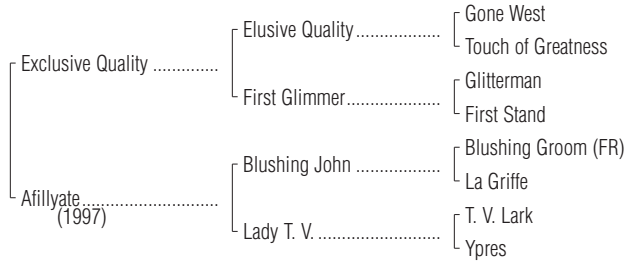 Gone West
Elusive Quality...................
Touch of Greatness
Exclusive Quality ..............
Glitterman
First Glimmer.....................
First Stand
Blushing Groom (FR)
Blushing John ...................
La Griffe
Afillyate..............................
(1997)
T. V. Lark
Lady T. V. ...........................
Ypres